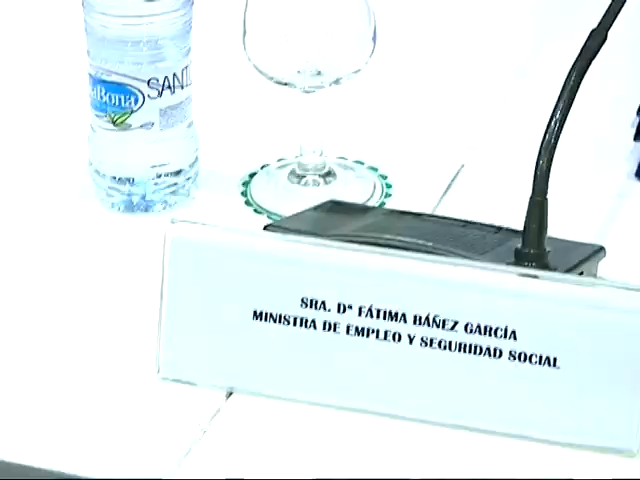 SANT
aBona
SRA. Dª FÁTIMA BÁÑEZ GARCÍA
MINISTRA DE EMPLEO Y SEGURIDAD SOCIAL